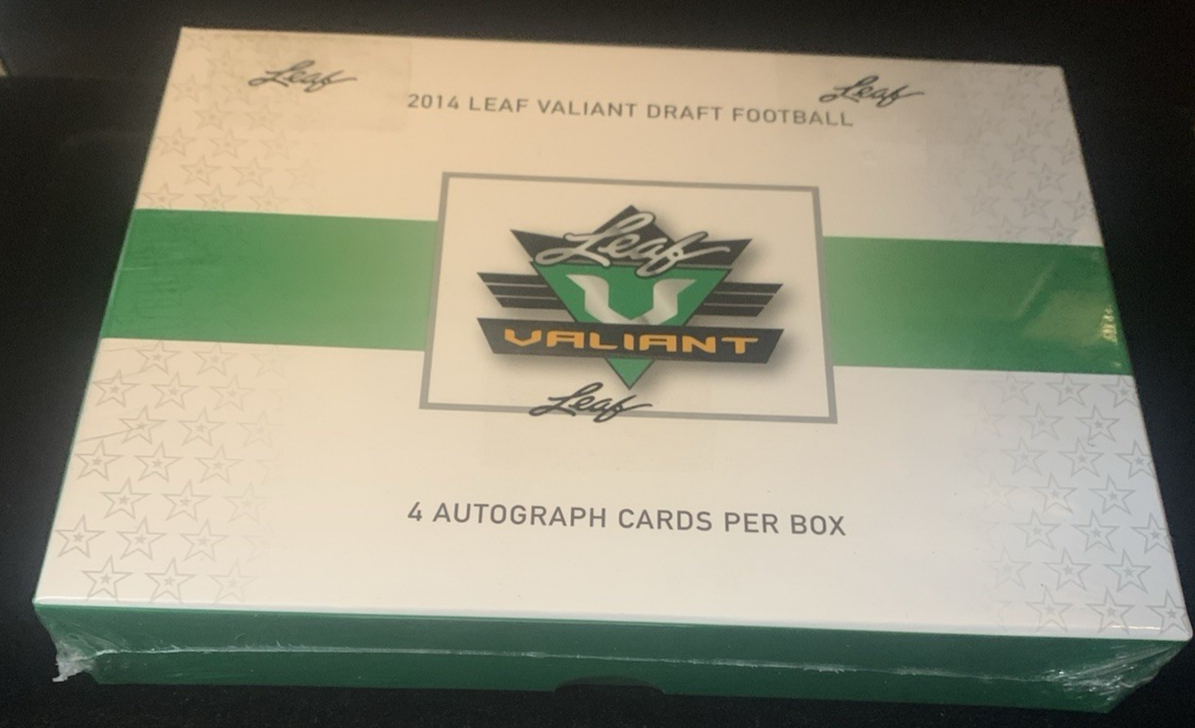 Leaf
Leaf
2014 LEAF VALIANT DRAFT FOOTBALL
Leaf
V
VALIANT
Leaf
4 AUTOGRAPH CARDS PER BOX